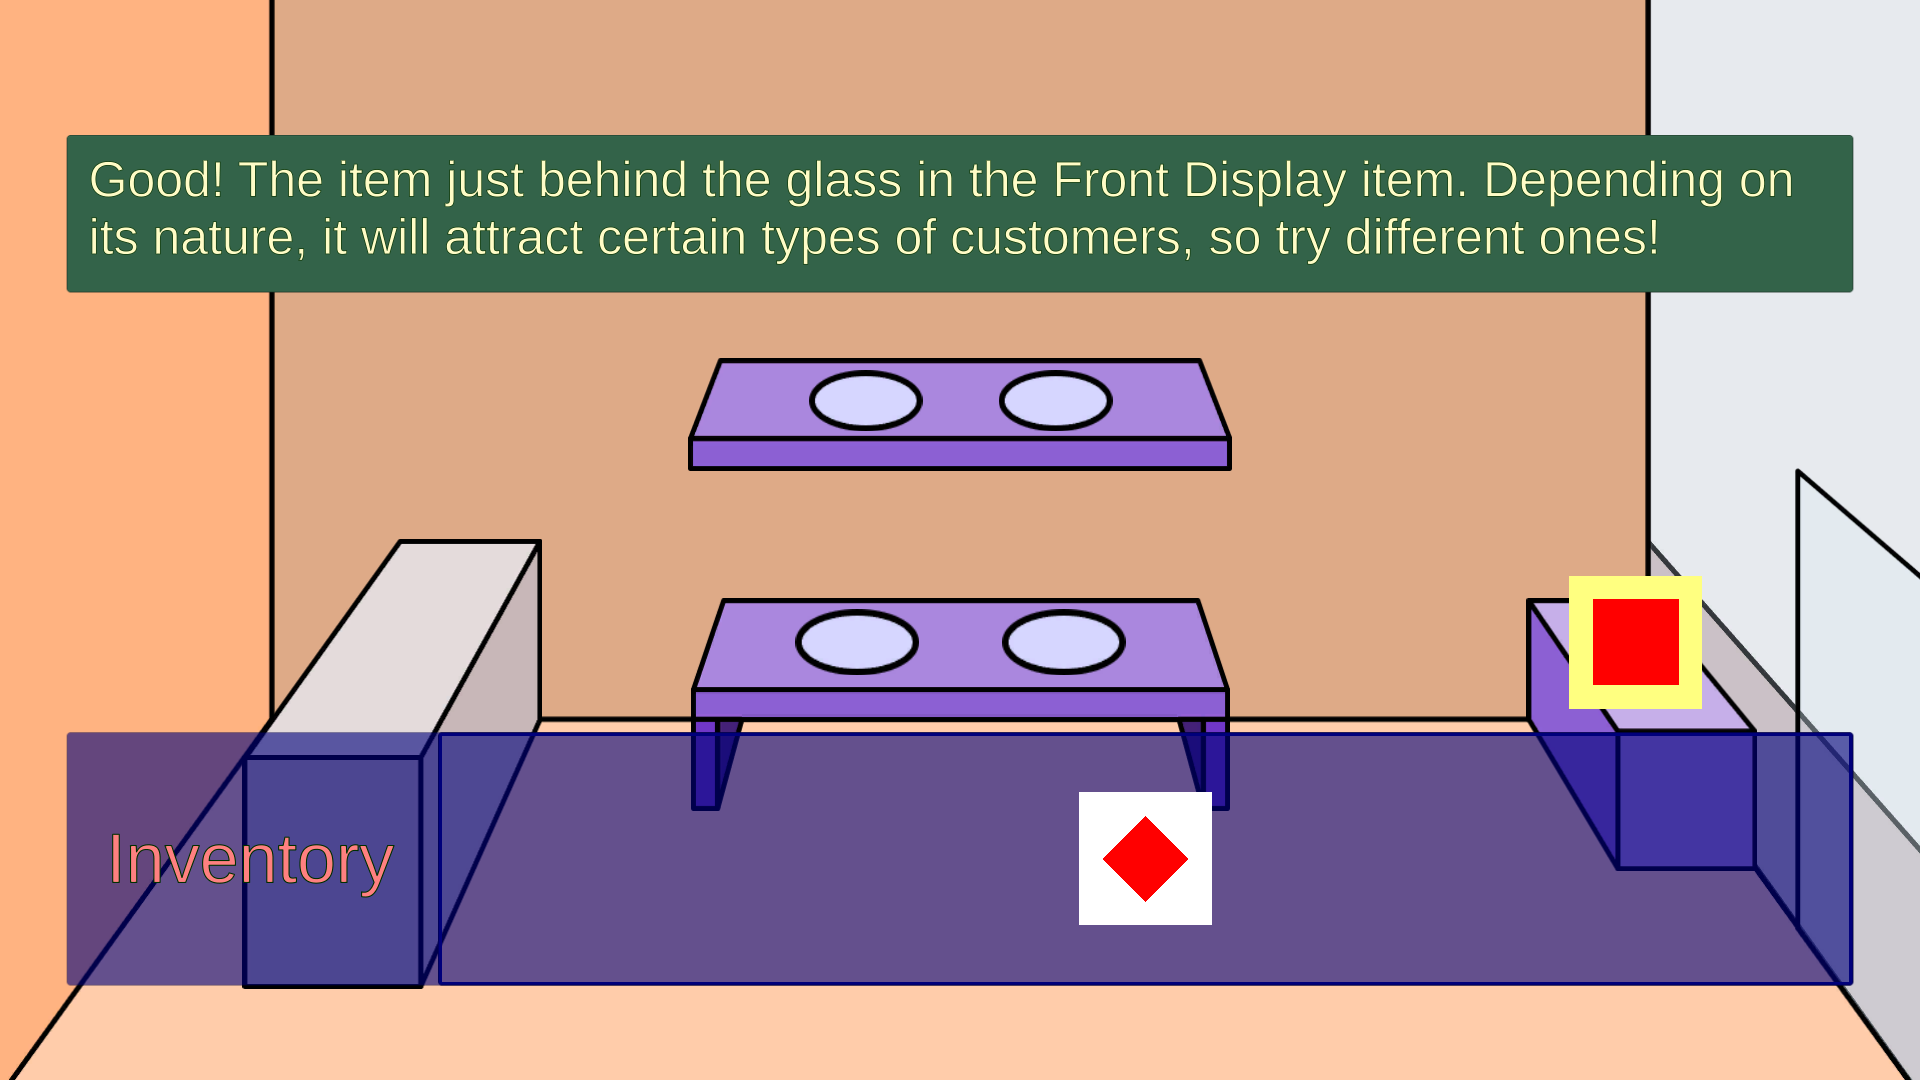 Good! The item just behind the glass in the Front Display item. Depending on
its nature, it will attract certain types of customers, so try different ones!
Inventory